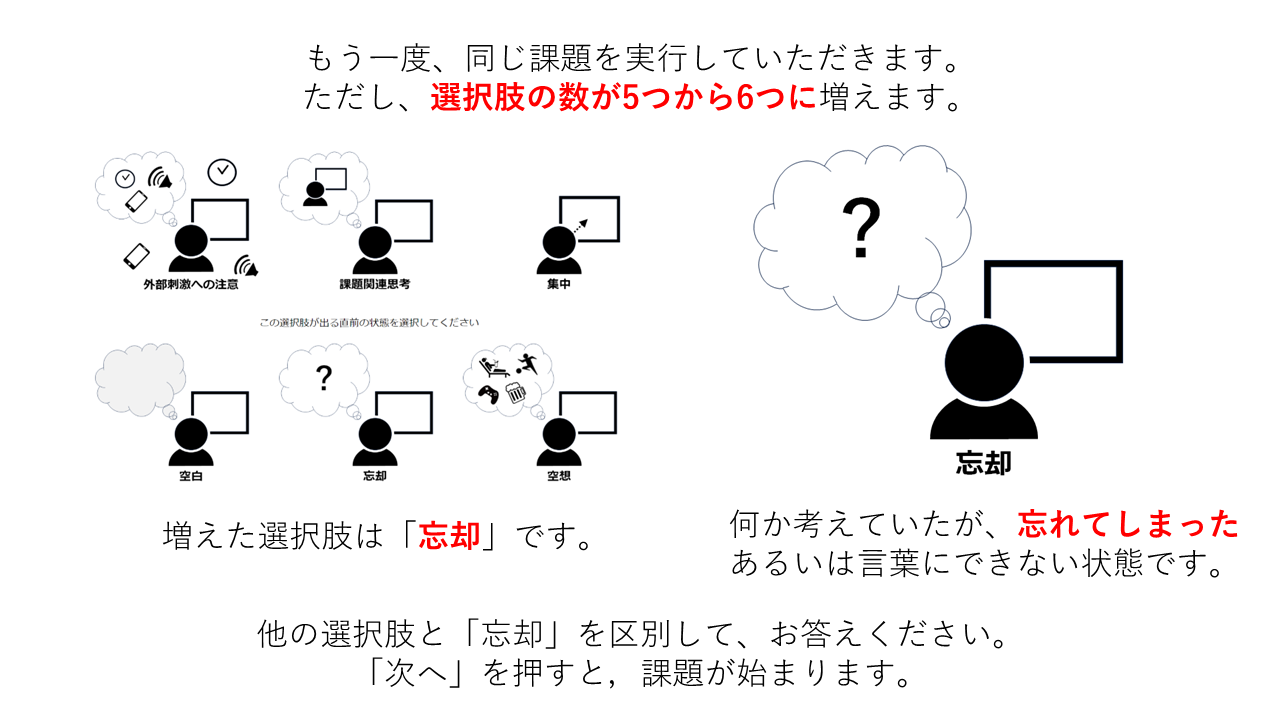 もう一度、同じ課題を実行していただきます。
ただし、選択肢の数が5つから6つに増えます。
外部刺激への注意
課題関連思考
集中
この選択肢が出る直前の状態を選択してください
?
空白
忘却
空想
?
忘却
増えた選択肢は「忘却」です。
何か考えていたが、忘れてしまった
あるいは言葉にできない状態です。
他の選択肢と「忘却」を区別して、お答えください。
「次へ」を押すと，課題が始まります。